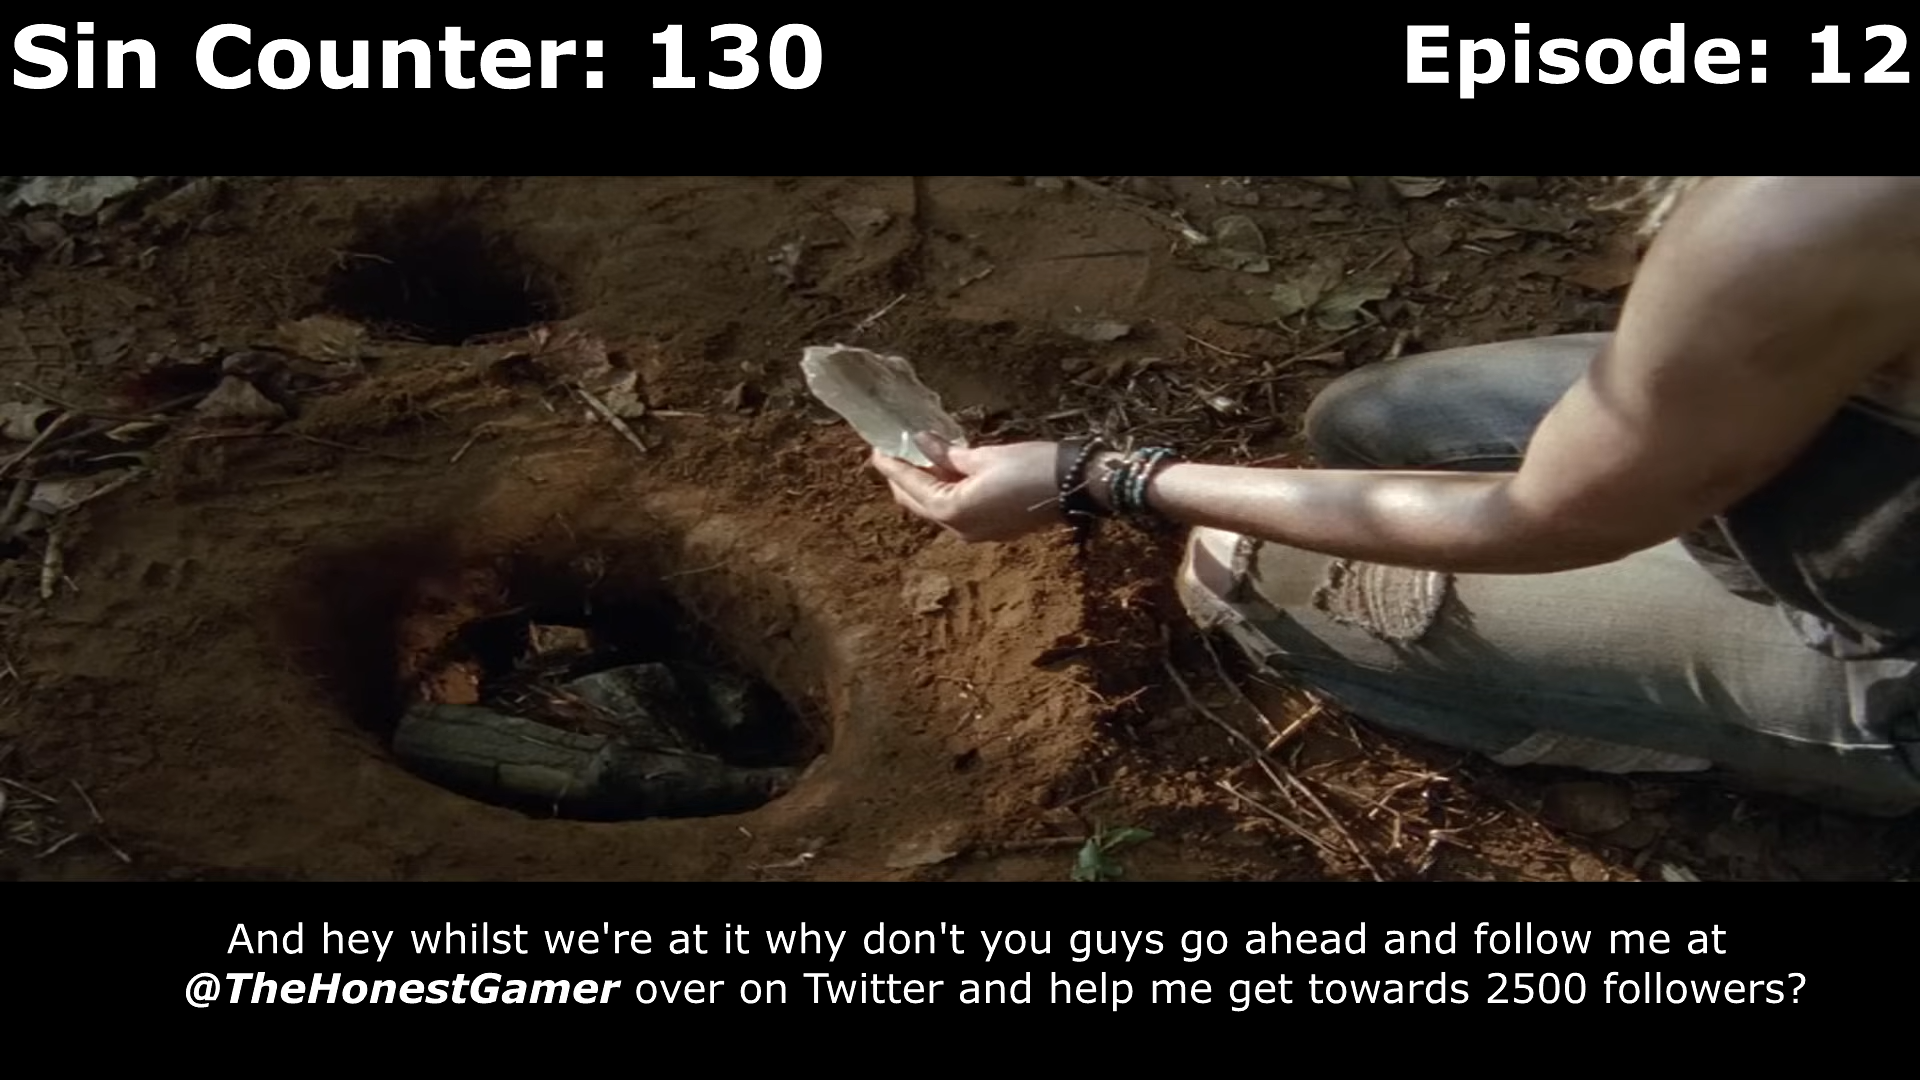 Sin Counter: 130
Episode: 12
And hey whilst we're at it why don't you guys go ahead and follow me at
@TheHonestGamer over on Twitter and help me get towards 2500 followers?